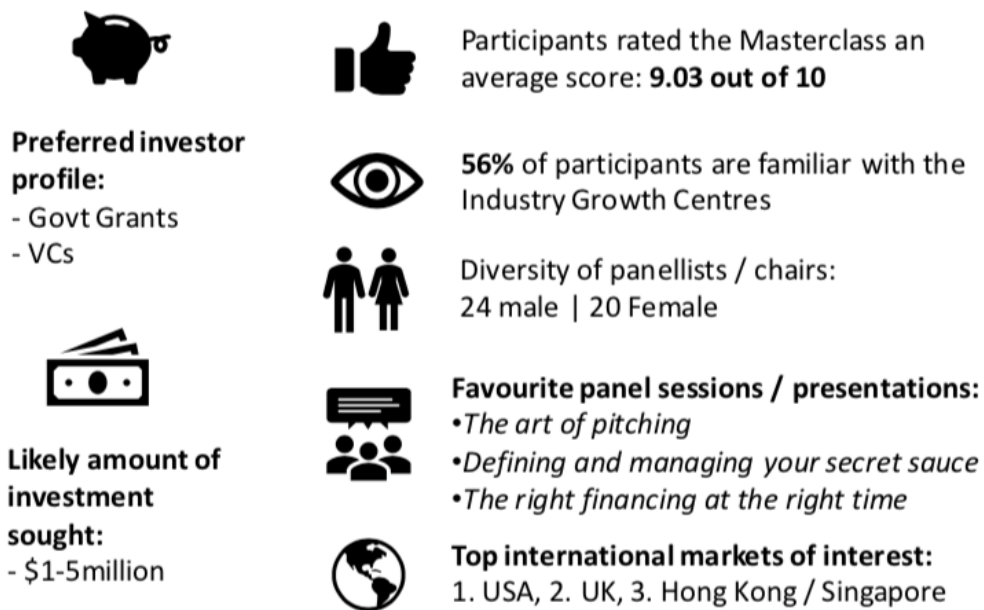 Preferred investor
profile:
- Govt Grants
- VCs
Likely amount of
investment
sought:
- $1-5million
Participants rated the Masterclass an
average score: 9.03 out of 10
56% of participants are familiar with the
Industry Growth Centres
Diversity of panellists / chairs:
24 male | 20 Female
Favourite panel sessions / presentations:
•The art of pitching
•Defining and managing your secret sauce
•The right financing at the right time
Top international markets of interest:
1. USA, 2. UK, 3. Hong Kong / Singapore